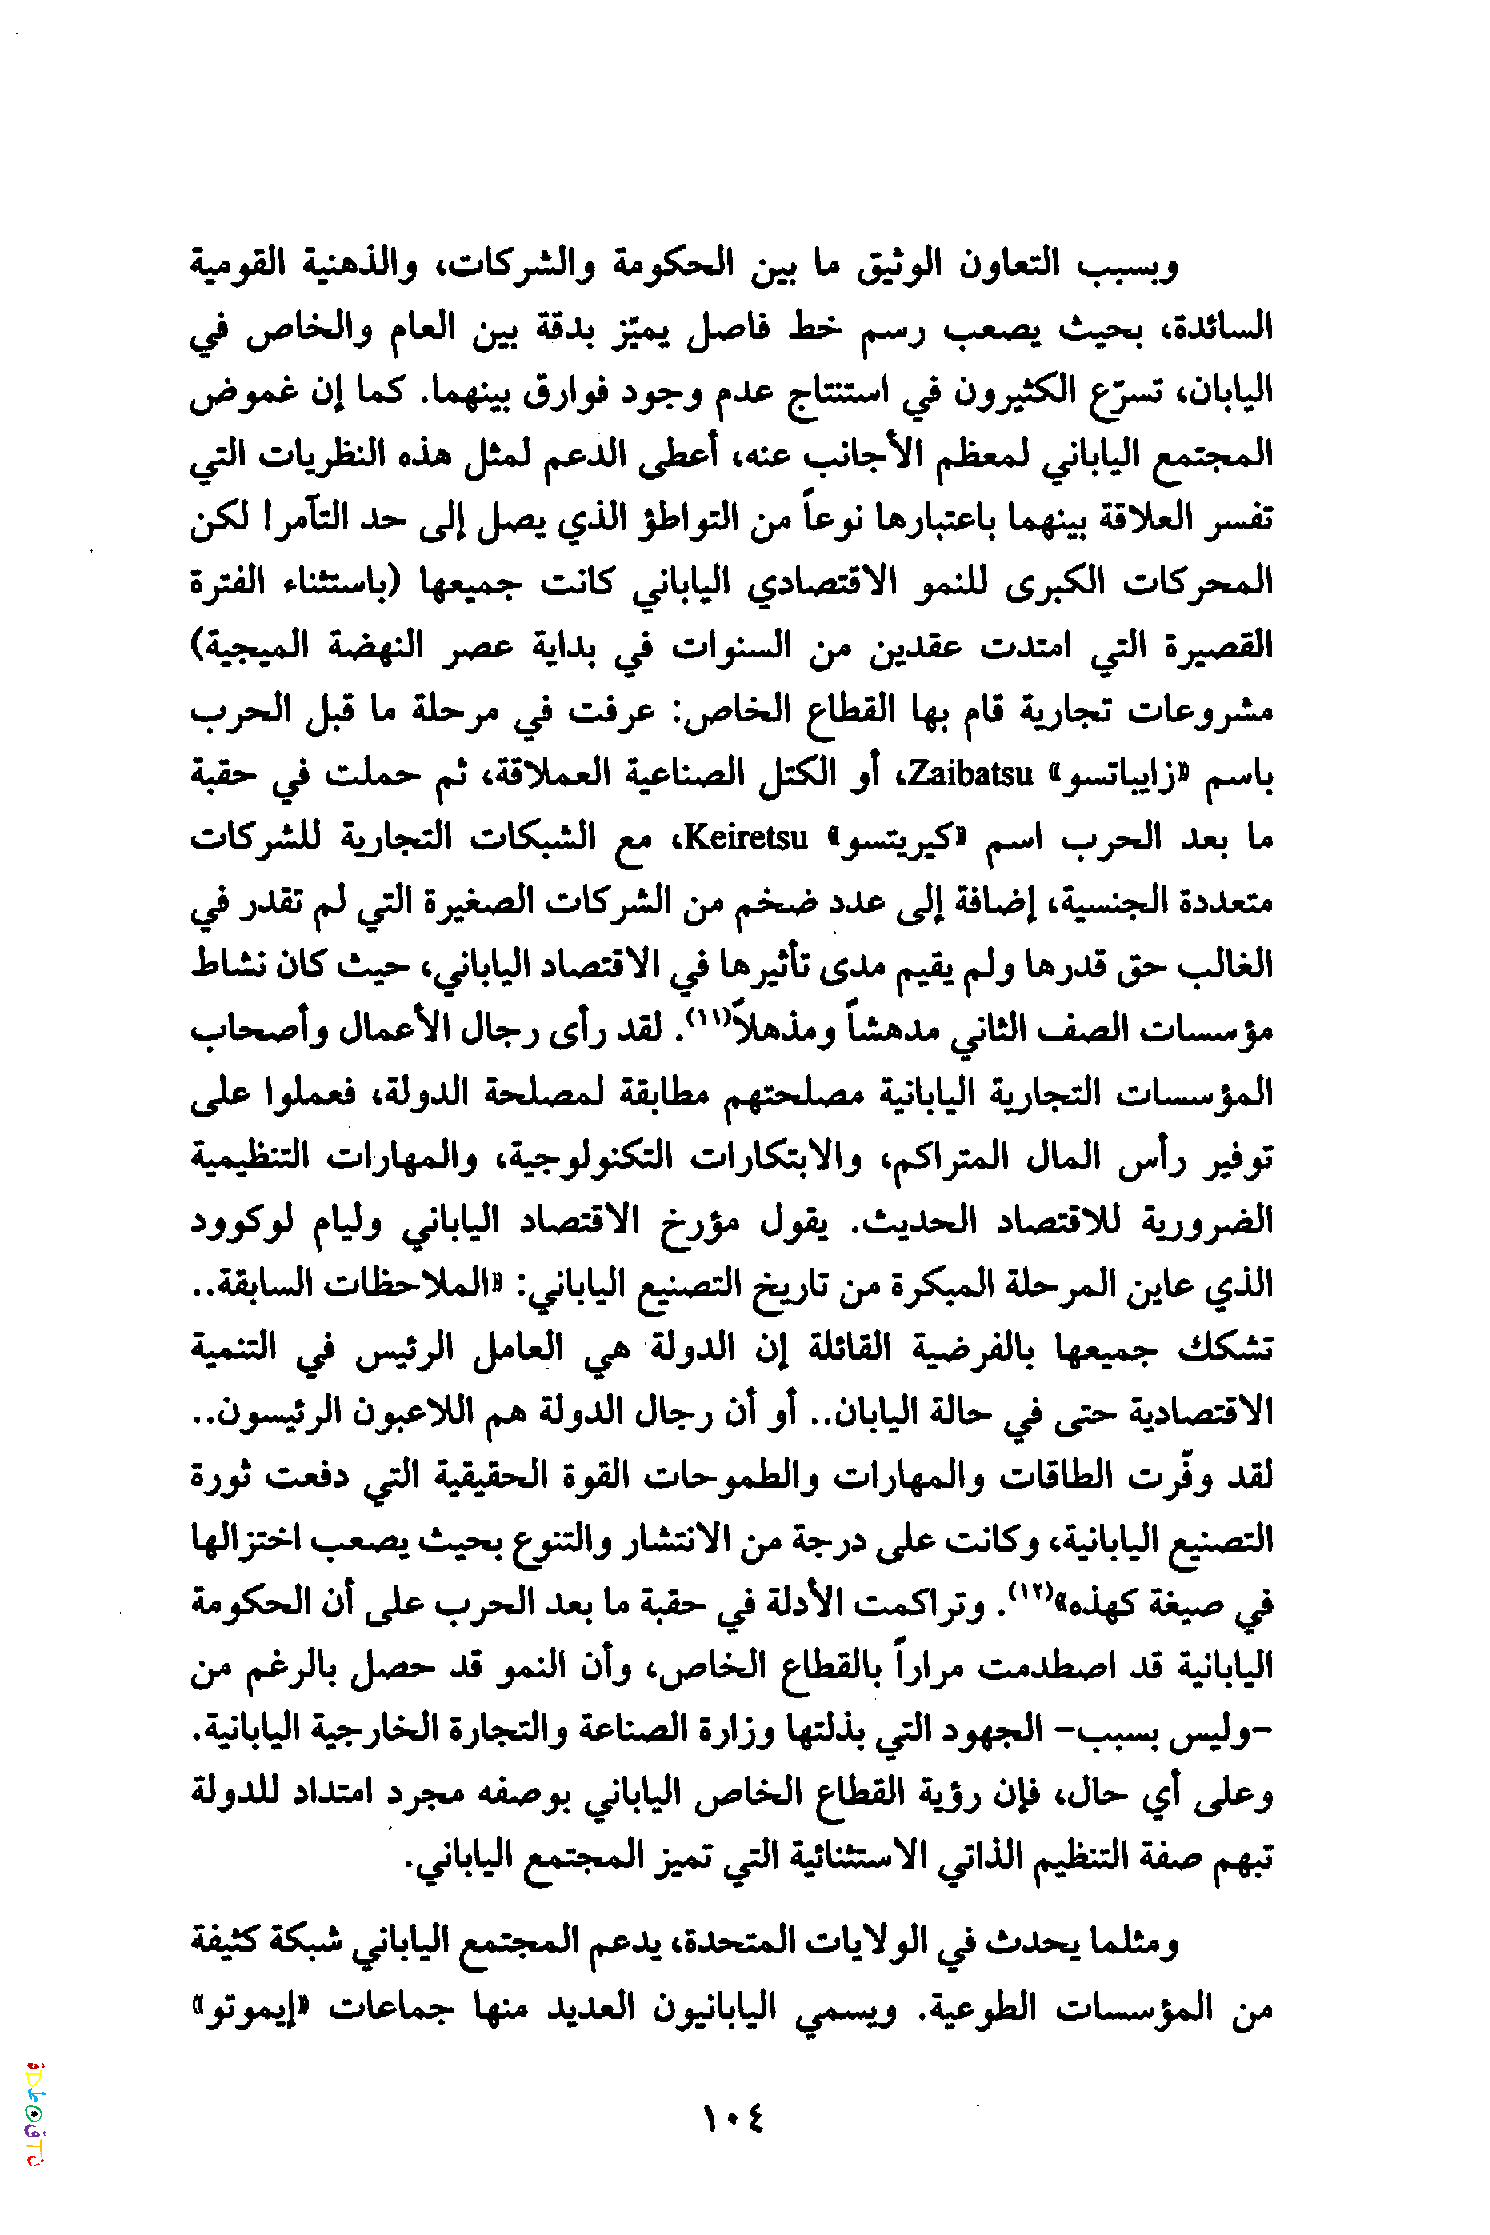 وبسبب التعاون الوثيق ما بين الحكومة والشركات، والذهنية القومية
السائدة، بحيث يصعب رسم خط فاصل يميّز بدقة بين العام والخاص في
اليابان، تسرّع الكثيرون في استنتاج عدم وجود فوارق بينهما. كما إن غموض
المجتمع الياباني لمعظم الأجانب عنه، أعطى الدعم لمثل هذه النظريات التي
تفسر العلاقة بينهما باعتبارها نوعاً من التواطؤ الذي يصل إلى حد التآمر! لكن
المحركات الكبرى للنمو الاقتصادي الياباني كانت جميعها (باستثناء الفترة
القصيرة التي امتدت عقدين من السنوات في بداية عصر النهضة الميجية)
مشروعات تجارية قام بها القطاع الخاص: عرفت في مرحلة ما قبل الحرب
باسم «زايباتسو» Zaibatsu، أو الكتل الصناعية العملاقة، ثم حملت في حقبة
ما بعد الحرب اسم «كيريتسو» Keiretsu، مع الشبكات التجارية للشركات
متعددة الجنسية، إضافة إلى عدد ضخم من الشركات الصغيرة التي لم تقدر في
الغالب حق قدرها ولم يقيم مدى تأثيرها في الاقتصاد الياباني، حيث كان نشاط
مؤسسات الصف الثاني مدهشاً ومذهلاً(١١). لقد رأى رجال الأعمال وأصحاب
المؤسسات التجارية اليابانية مصلحتهم مطابقة لمصلحة الدولة، فعملوا على
توفير رأس المال المتراكم، والابتكارات التكنولوجية، والمهارات التنظيمية
الضرورية للاقتصاد الحديث. يقول مؤرخ الاقتصاد الياباني وليام لوكوود
الذي عاين المرحلة المبكرة من تاريخ التصنيع الياباني: «الملاحظات السابقة..
تشكك جميعها بالفرضية القائلة إن الدولة هي العامل الرئيس في التنمية
الاقتصادية حتى في حالة اليابان.. أو أن رجال الدولة هم اللاعبون الرئيسون..
لقد وفّرت الطاقات والمهارات والطموحات القوة الحقيقية التي دفعت ثورة
التصنيع اليابانية، وكانت على درجة من الانتشار والتنوع بحيث يصعب اختزالها
في صيغة كهذه»(١٢). وتراكمت الأدلة في حقبة ما بعد الحرب على أن الحكومة
اليابانية قد اصطدمت مراراً بالقطاع الخاص، وأن النمو قد حصل بالرغم من
-وليس بسبب- الجهود التي بذلتها وزارة الصناعة والتجارة الخارجية اليابانية.
وعلى أي حال، فإن رؤية القطاع الخاص الياباني بوصفه مجرد امتداد للدولة
تبهم صفة التنظيم الذاتي الاستثنائية التي تميز المجتمع الياباني.
ومثلما يحدث في الولايات المتحدة، يدعم المجتمع الياباني شبكة كثيفة
من المؤسسات الطوعية. ويسمي اليابانيون العديد منها جماعات «إيموتو»
١٠٤